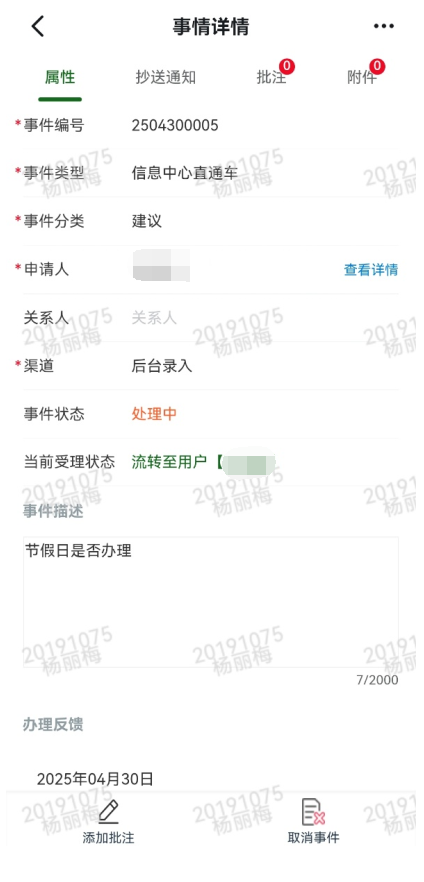 事情详情
属性
抄送通知
批注
0
附件
0
*事件编号 2504300005
*事件类型 信息中心直通车
*事件分类 建议
*申请人 查看详情
关系人 关系人
*渠道 后台录入
事件状态 处理中
当前受理状态 流转至用户【
事件描述
节假日是否办理
7/2000
办理反馈
2025年04月30日
添加批注
取消事件
20191075
杨丽梅